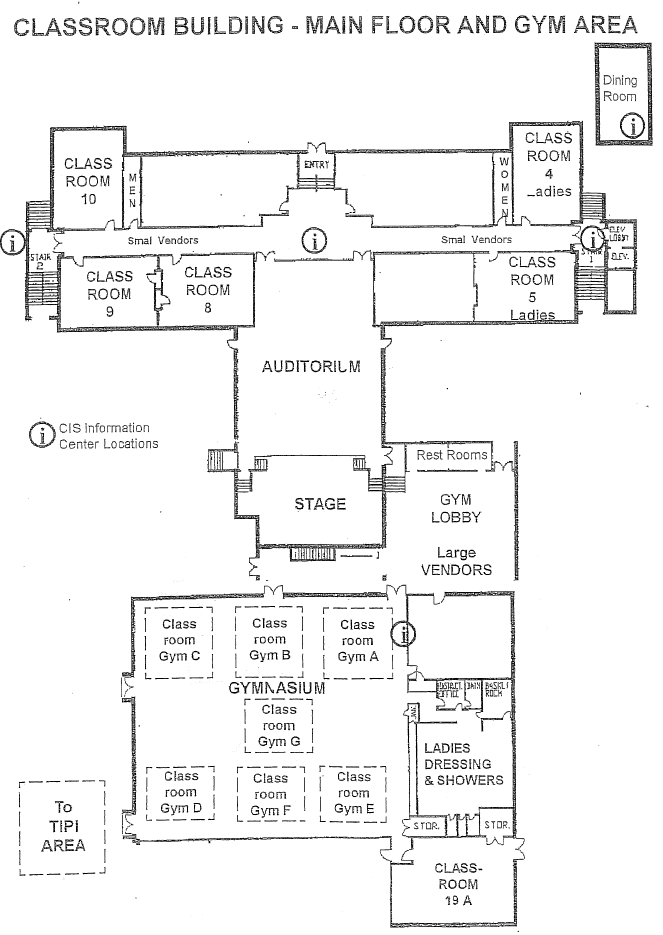 CLASSROOM BUILDING - MAIN FLOOR AND GYM AREA
Dining
Room
i
CLASS
ROOM
10
MEN
ENTRY
WOMEN
CLASS
ROOM
4
Ladies
i
STAIR
2
Smal Vendors
i
Smal Vendors
i
STAIR
1
ELEV
LOBBY
ELEV.
CLASS
ROOM
9
CLASS
ROOM
8
CLASS
ROOM
5
Ladies
AUDITORIUM
i
CIS Information
Center Locations
Rest Rooms
STAGE
GYM
LOBBY
Large
VENDORS
Class
room
Gym C
Class
room
Gym B
Class
room
Gym A
i
GYMNASIUM
Class
room
Gym G
OFFICE
ROOM
LADIES
DRESSING
& SHOWERS
Class
room
Gym D
Class
room
Gym F
Class
room
Gym E
To
TIPI
AREA
STOR.
STOR.
CLASS-
ROOM
19 A